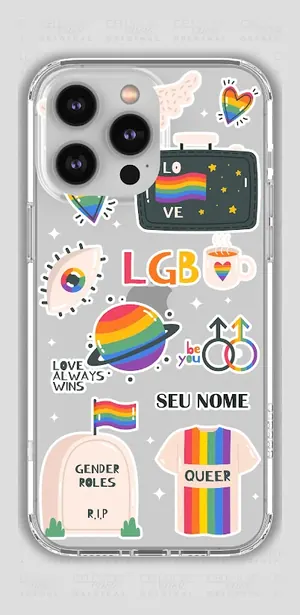 LO
VE
LGB
be
you
LOVE
ALWAYS
WINS
SEU NOME
GENDER
ROLES
R.I.P
QUEER